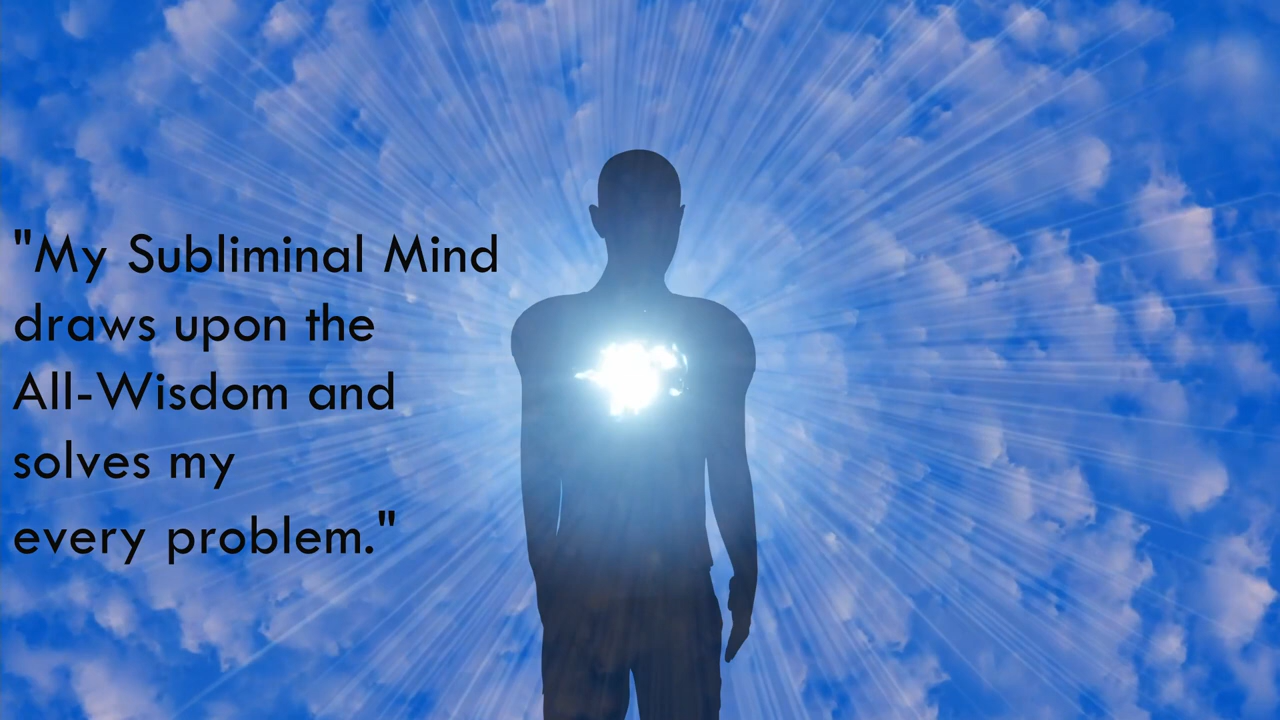 "My Subliminal Mind
draws upon the
All-Wisdom and
solves my
every problem."